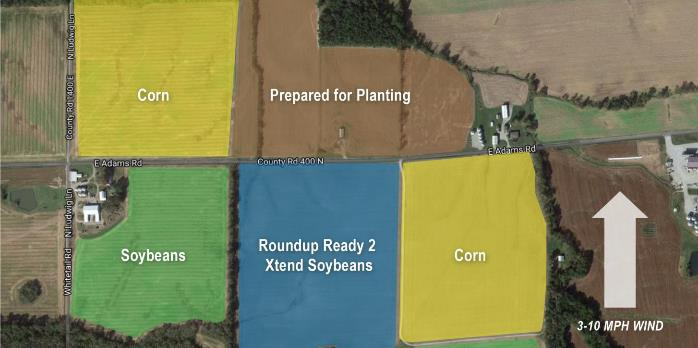 N Ludwig Ln
County Rd 1400 E
Corn
Prepared for Planting
E Adams Rd
County Rd 400 N
E Adams Rd
N Ludwig Ln
Whitetail Rd
Soybeans
Roundup Ready 2
Xtend Soybeans
Corn
3-10 MPH WIND